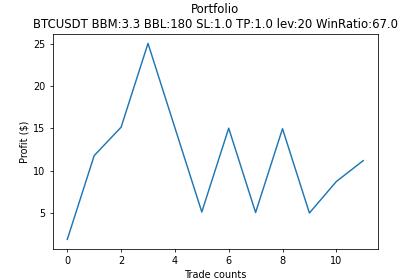 Portfolio
BTCUSDT BBM:3.3 BBL:180 SL:1.0 TP:1.0 lev:20 WinRatio:67.0
25
20
15
10
5
Profit ($)
0 2 4 6 8 10
Trade counts